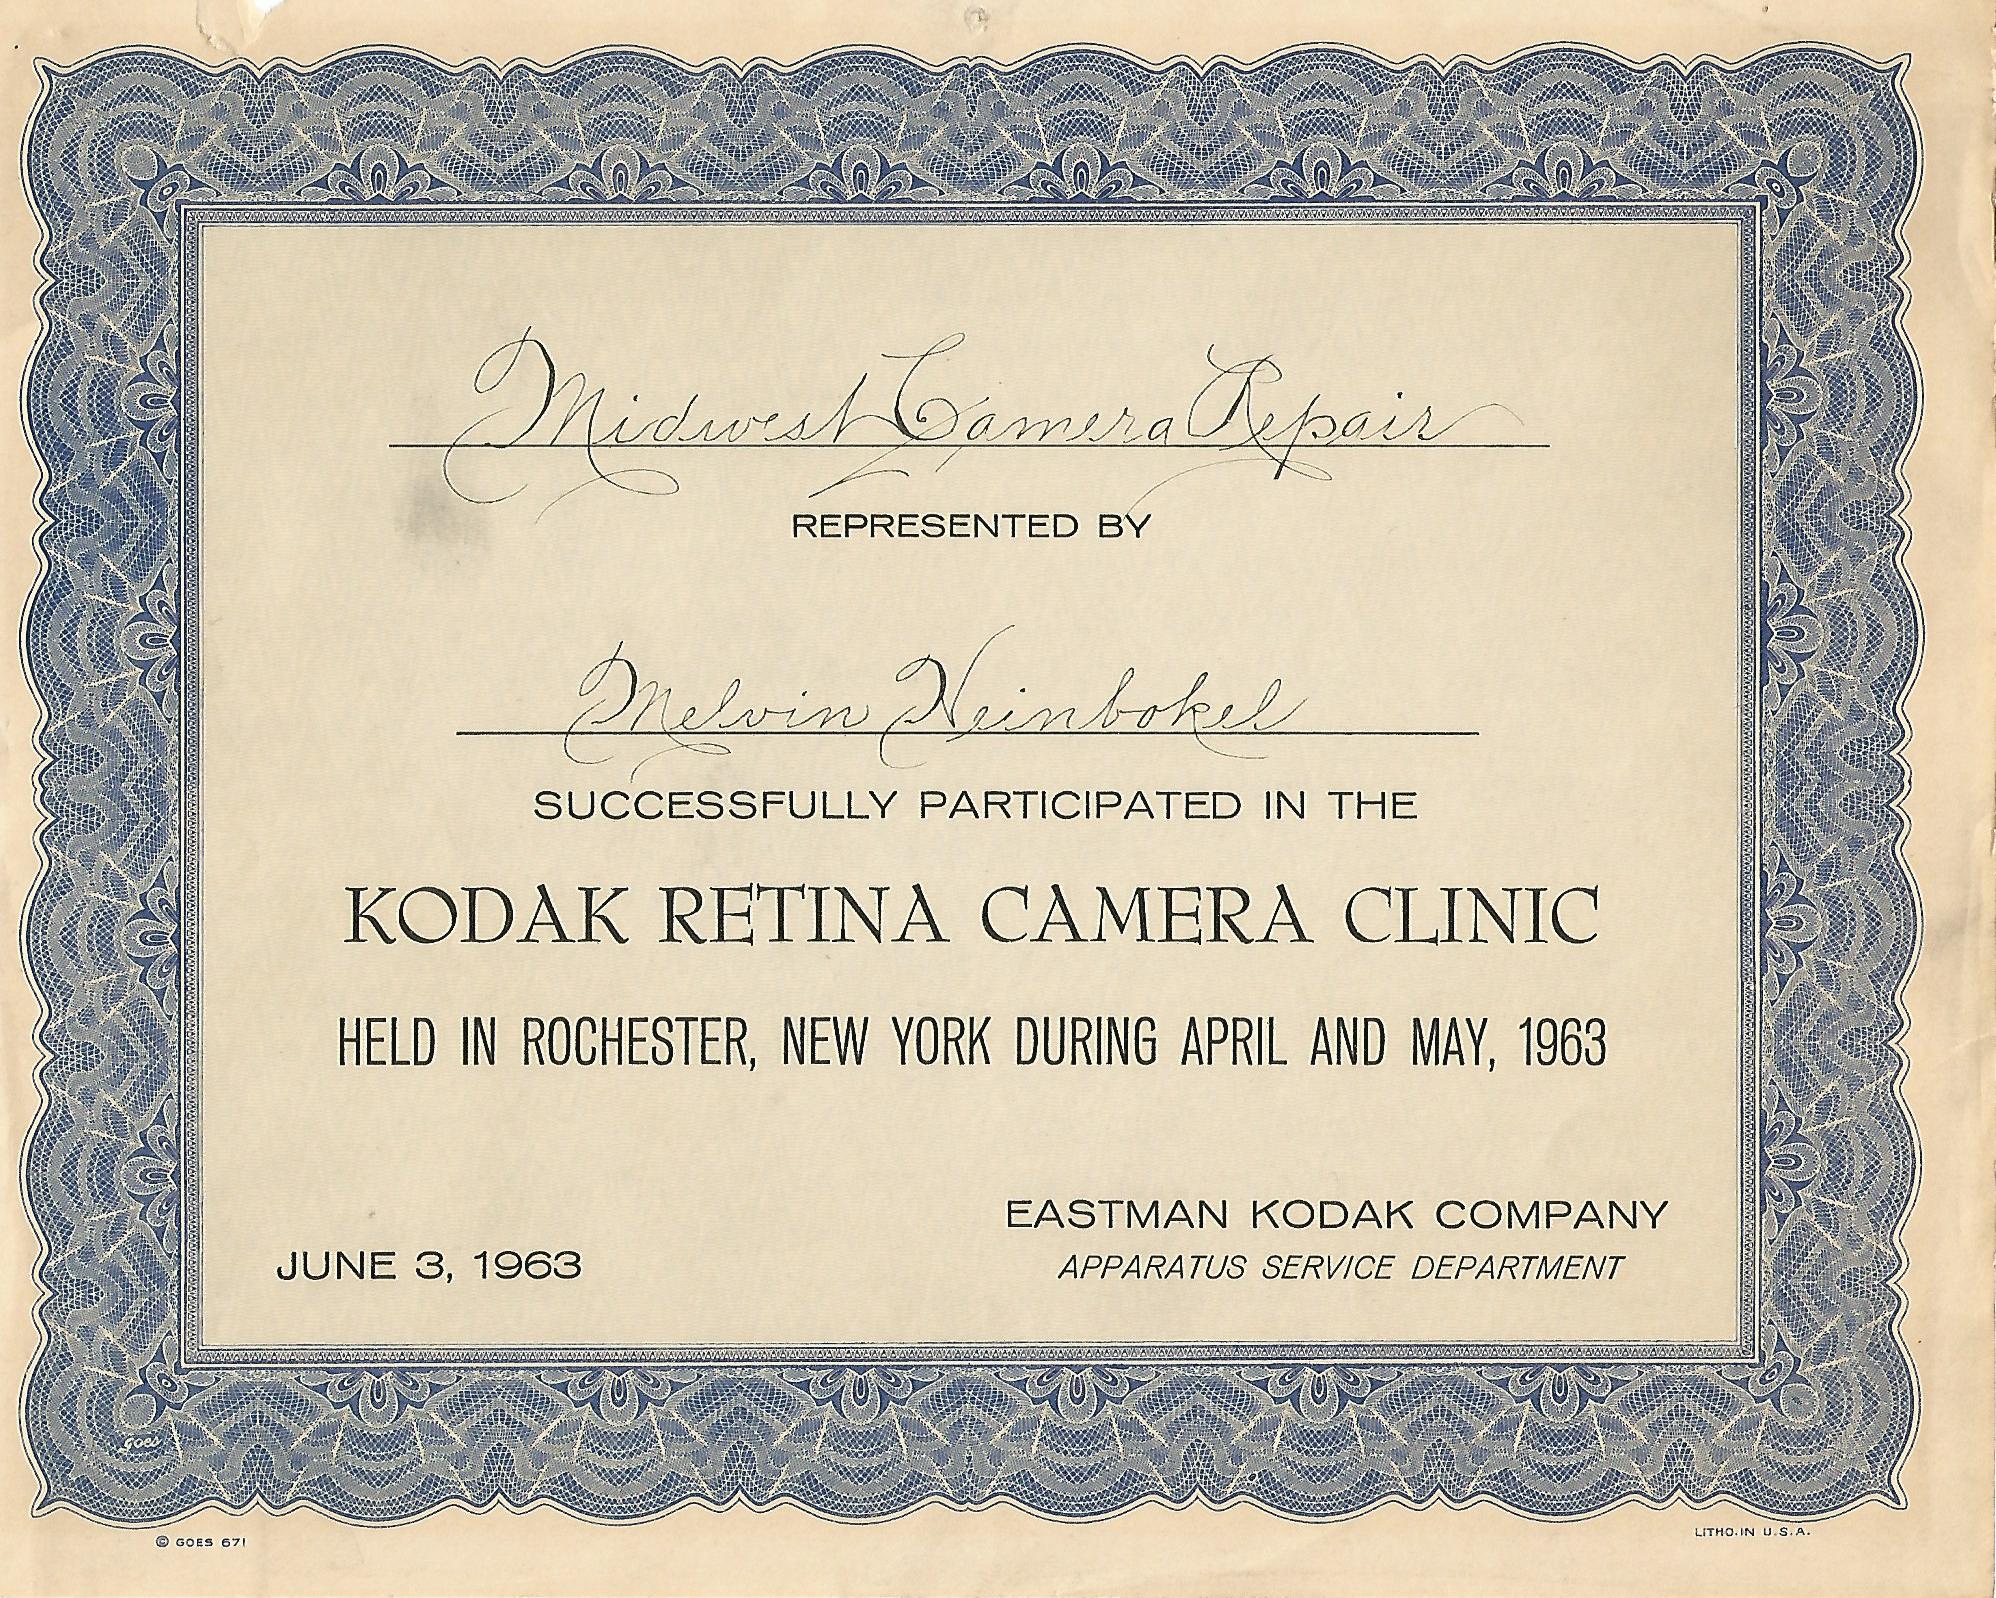 Midwest Camera Repair
REPRESENTED BY
Melvin Heinbokel
SUCCESSFULLY PARTICIPATED IN THE
KODAK RETINA CAMERA CLINIC
HELD IN ROCHESTER, NEW YORK DURING APRIL AND MAY, 1963
EASTMAN KODAK COMPANY
JUNE 3, 1963 APPARATUS SERVICE DEPARTMENT
goes
© GOES 671 LITHO. IN U.S.A.